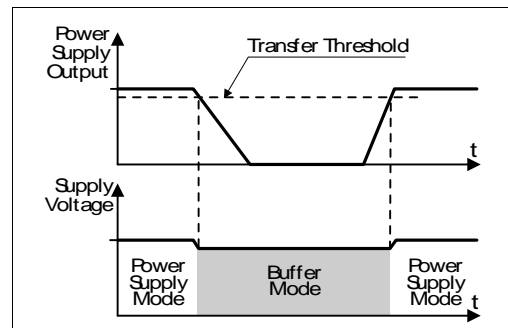 Power
Supply
Output
Transfer Threshold
t
Supply
Voltage
Power
Supply
Mode
Buffer
Mode
Power
Supply
Mode
t